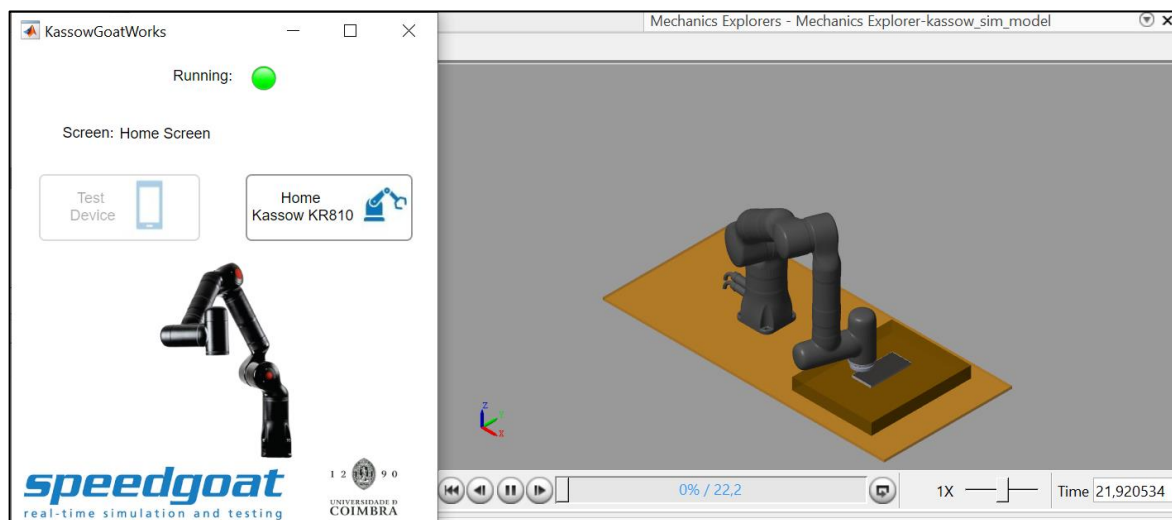 KassowGoatWorks
Running:
Screen: Home Screen
Test
Device
Home
Kassow KR810
speedgoat
real-time simulation and testing
1 2 9 0
UNIVERSIDADE D
COIMBRA
Mechanics Explorers - Mechanics Explorer-kassow_sim_model
z
x
0% / 22,2
1X
Time 21,920534